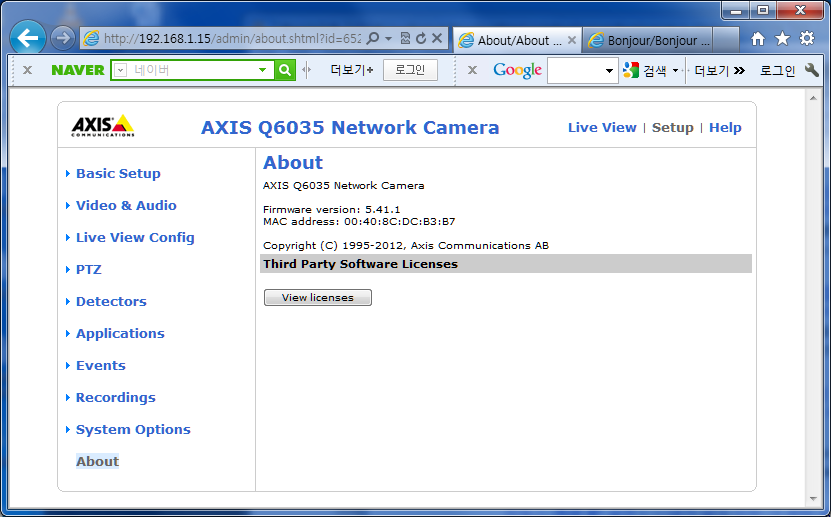 http://192.168.1.15/admin/about.shtml?id=652
About/About ...
Bonjour/Bonjour ...
x NAVER 네이버 더보기+ 로그인 x Google 검색 더보기 » 로그인
AXIS COMMUNICATIONS
AXIS Q6035 Network Camera
Live View | Setup | Help
Basic Setup
Video & Audio
Live View Config
PTZ
Detectors
Applications
Events
Recordings
System Options
About
About
AXIS Q6035 Network Camera
Firmware version: 5.41.1
MAC address: 00:40:8C:DC:B3:B7
Copyright (C) 1995-2012, Axis Communications AB
Third Party Software Licenses
View licenses